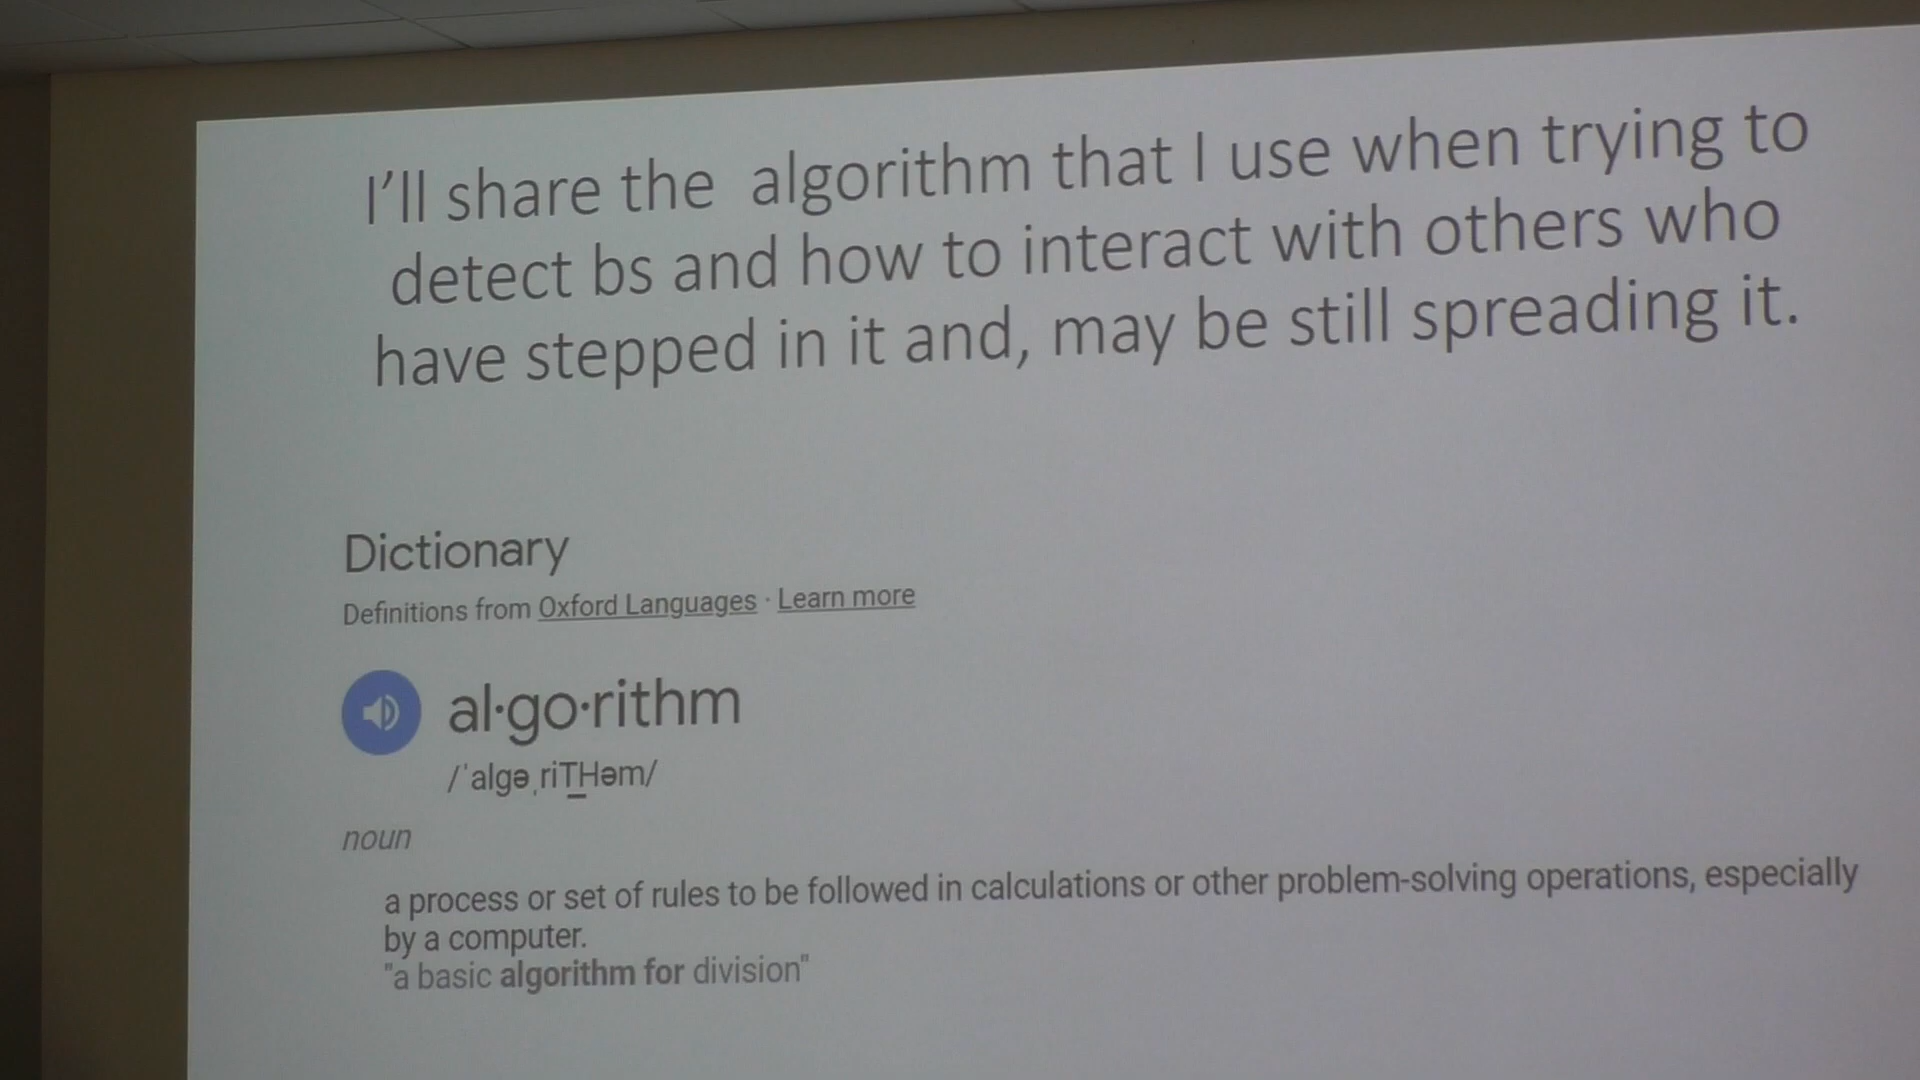 I'll share the algorithm that I use when trying to
detect bs and how to interact with others who
have stepped in it and, may be still spreading it.
Dictionary
Definitions from Oxford Languages · Learn more
al·go·rithm
/ˈalɡəˌriT͟Həm/
noun
a process or set of rules to be followed in calculations or other problem-solving operations, especially
by a computer.
"a basic algorithm for division"